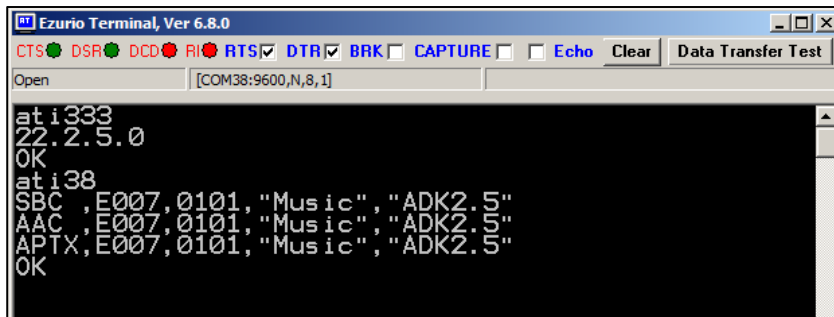 Ezurio Terminal, Ver 6.8.0
CTS DSR DCD RI RTS DTR BRK CAPTURE Echo Clear Data Transfer Test
Open [COM38:9600,N,8,1]
ati333
22.2.5.0
OK
ati38
SBC ,E007,0101,"Music","ADK2.5"
AAC ,E007,0101,"Music","ADK2.5"
APTX,E007,0101,"Music","ADK2.5"
OK